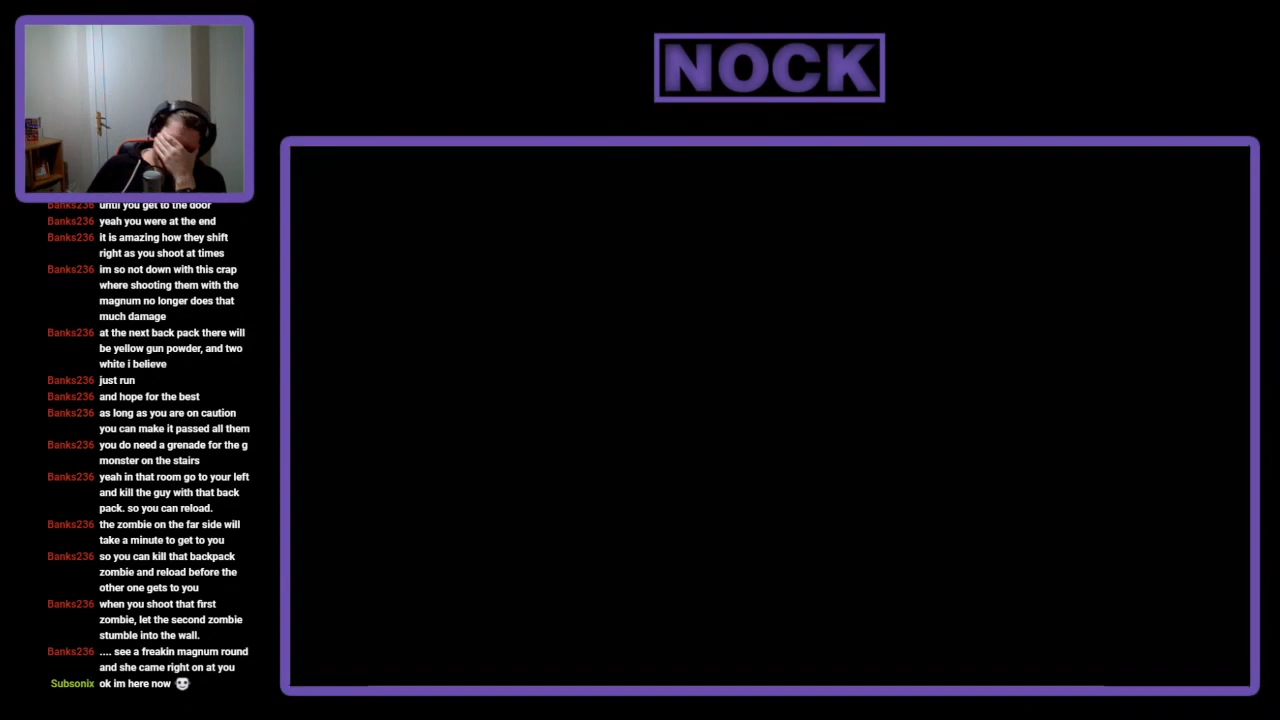 NOCK
Banks236 until you get to the door
Banks236 yeah you were at the end
Banks236 it is amazing how they shift
right as you shoot at times
Banks236 im so not down with this crap
where shooting them with the
magnum no longer does that
much damage
Banks236 at the next back pack there will
be yellow gun powder, and two
white i believe
Banks236 just run
Banks236 and hope for the best
Banks236 as long as you are on caution
you can make it passed all them
Banks236 you do need a grenade for the g
monster on the stairs
Banks236 yeah in that room go to your left
and kill the guy with that back
pack. so you can reload.
Banks236 the zombie on the far side will
take a minute to get to you
Banks236 so you can kill that backpack
zombie and reload before the
other one gets to you
Banks236 when you shoot that first
zombie, let the second zombie
stumble into the wall.
Banks236 .... see a freakin magnum round
and she came right on at you
Subsonix ok im here now